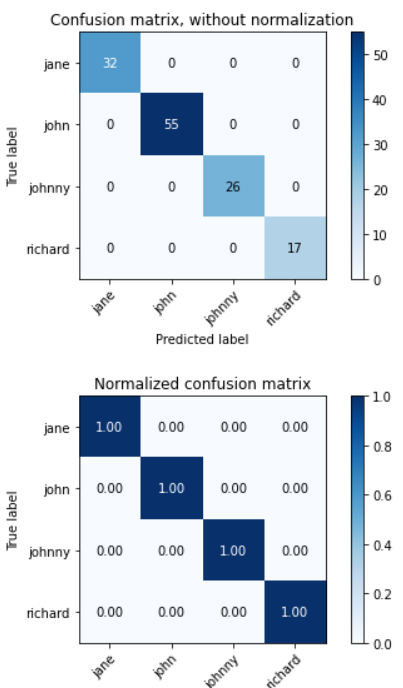 Confusion matrix, without normalization
jane 32 0 0 0
john 0 55 0 0
johnny 0 0 26 0
richard 0 0 0 17
True label
jane john johnny richard
Predicted label
50
40
30
20
10
0
Normalized confusion matrix
jane 1.00 0.00 0.00 0.00
john 0.00 1.00 0.00 0.00
johnny 0.00 0.00 1.00 0.00
richard 0.00 0.00 0.00 1.00
True label
jane john johnny richard
1.0
0.8
0.6
0.4
0.2
0.0